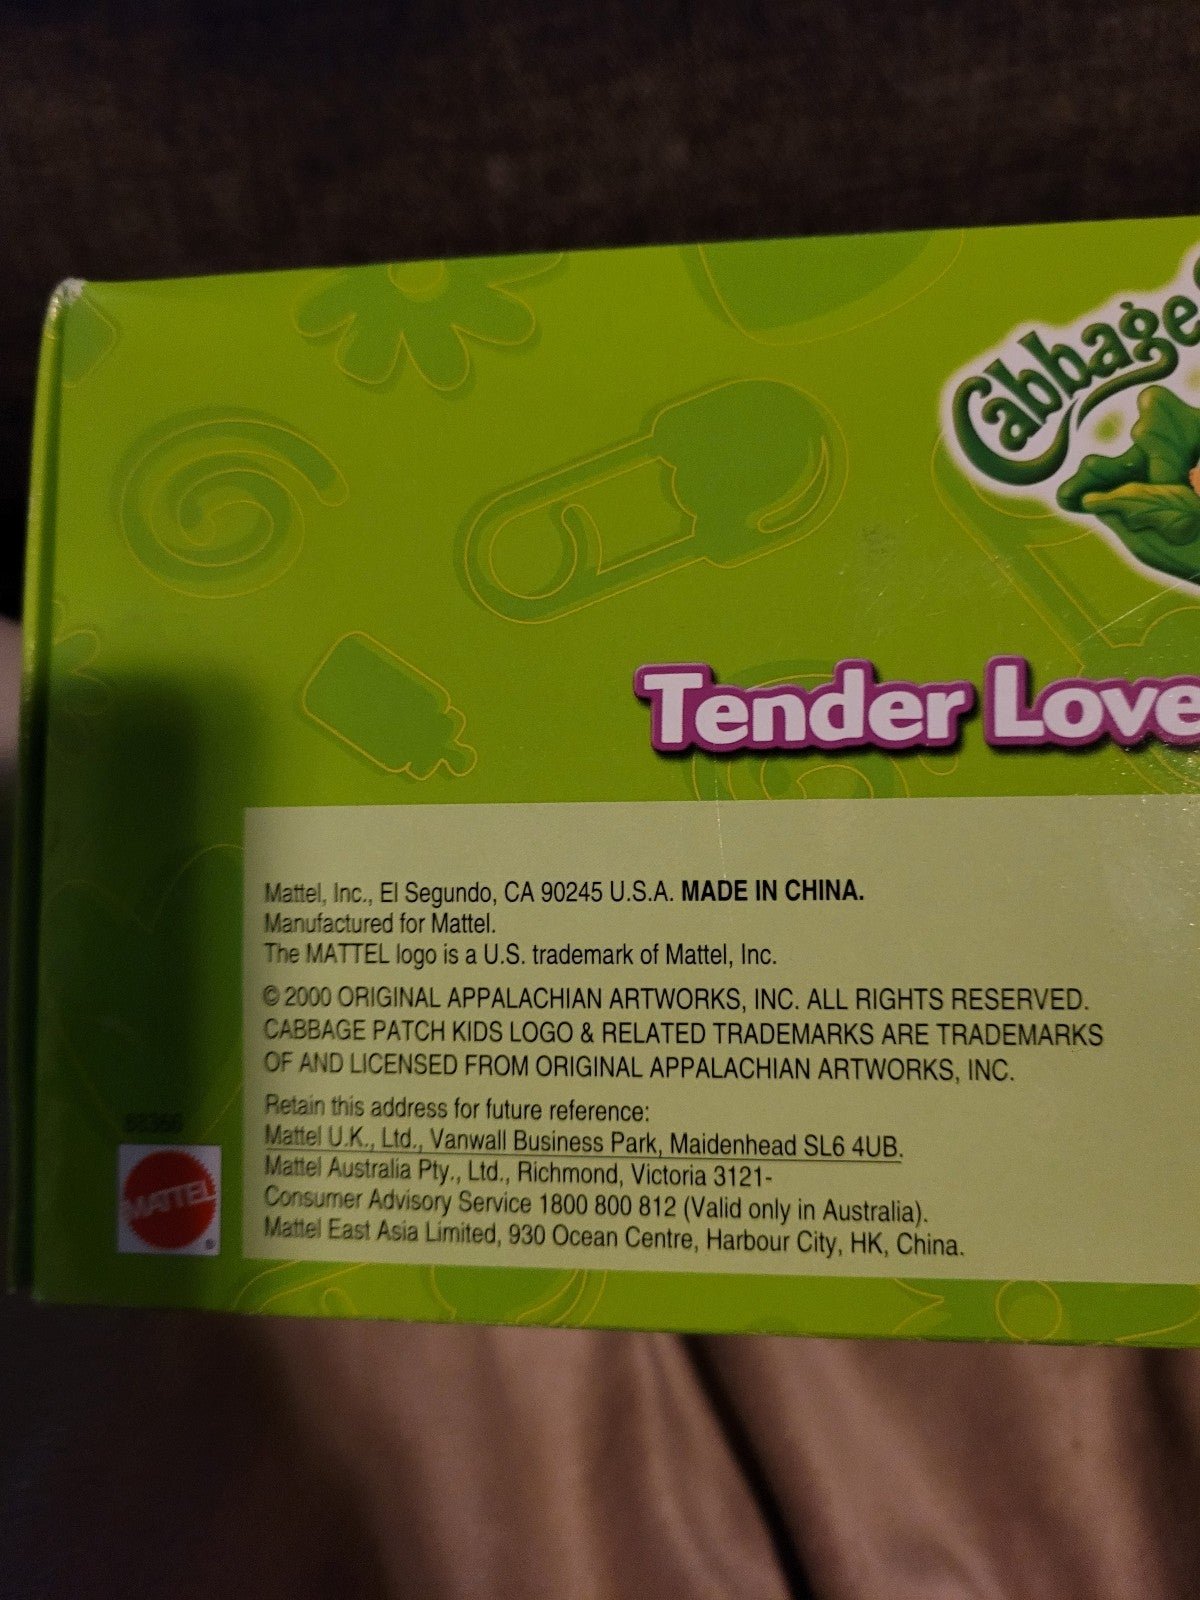 Cabbage
Tender Love
Mattel, Inc., El Segundo, CA 90245 U.S.A. MADE IN CHINA.
Manufactured for Mattel.
The MATTEL logo is a U.S. trademark of Mattel, Inc.
© 2000 ORIGINAL APPALACHIAN ARTWORKS, INC. ALL RIGHTS RESERVED.
CABBAGE PATCH KIDS LOGO & RELATED TRADEMARKS ARE TRADEMARKS
OF AND LICENSED FROM ORIGINAL APPALACHIAN ARTWORKS, INC.
Retain this address for future reference:
Mattel U.K., Ltd., Vanwall Business Park, Maidenhead SL6 4UB.
Mattel Australia Pty., Ltd., Richmond, Victoria 3121-
Consumer Advisory Service 1800 800 812 (Valid only in Australia).
Mattel East Asia Limited, 930 Ocean Centre, Harbour City, HK, China.
MATTEL
®